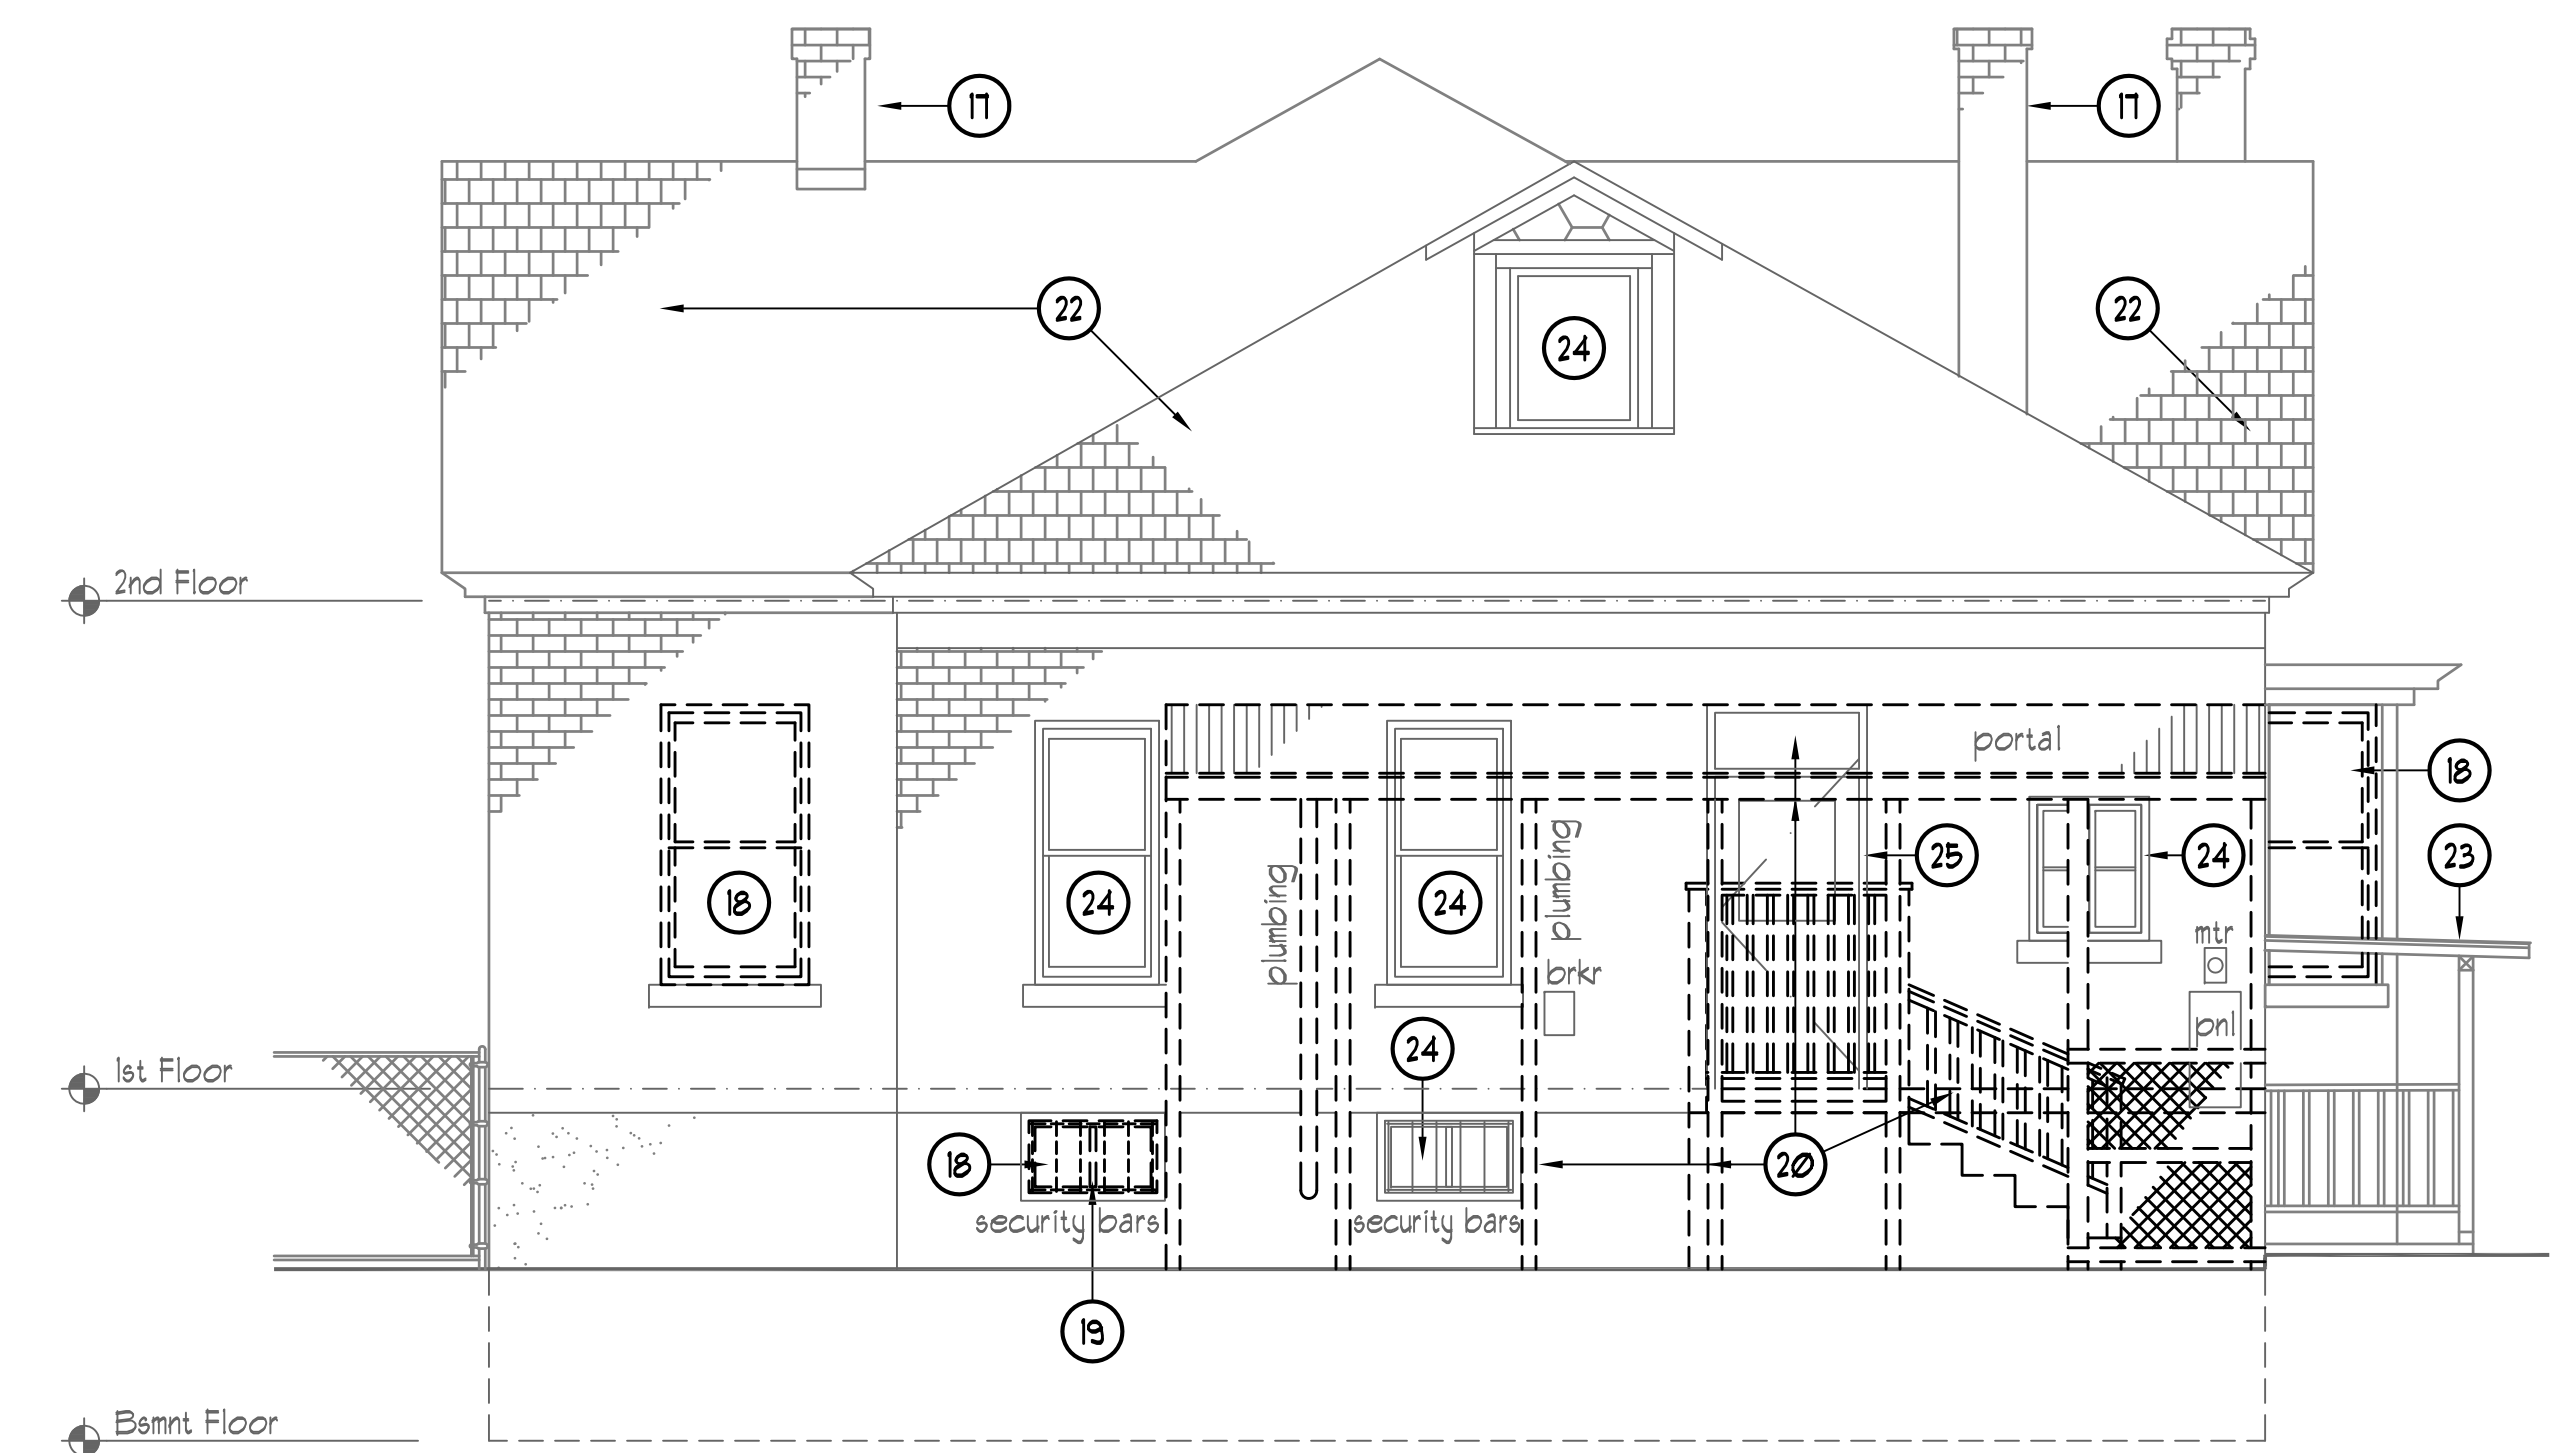 17
17
22
22
24
2nd Floor
portal
18
plumbing
25
24
23
18
24
plumbing
24
mtr
brkr
pnl
24
1st Floor
18
20
security bars
security bars
19
Bsmnt Floor